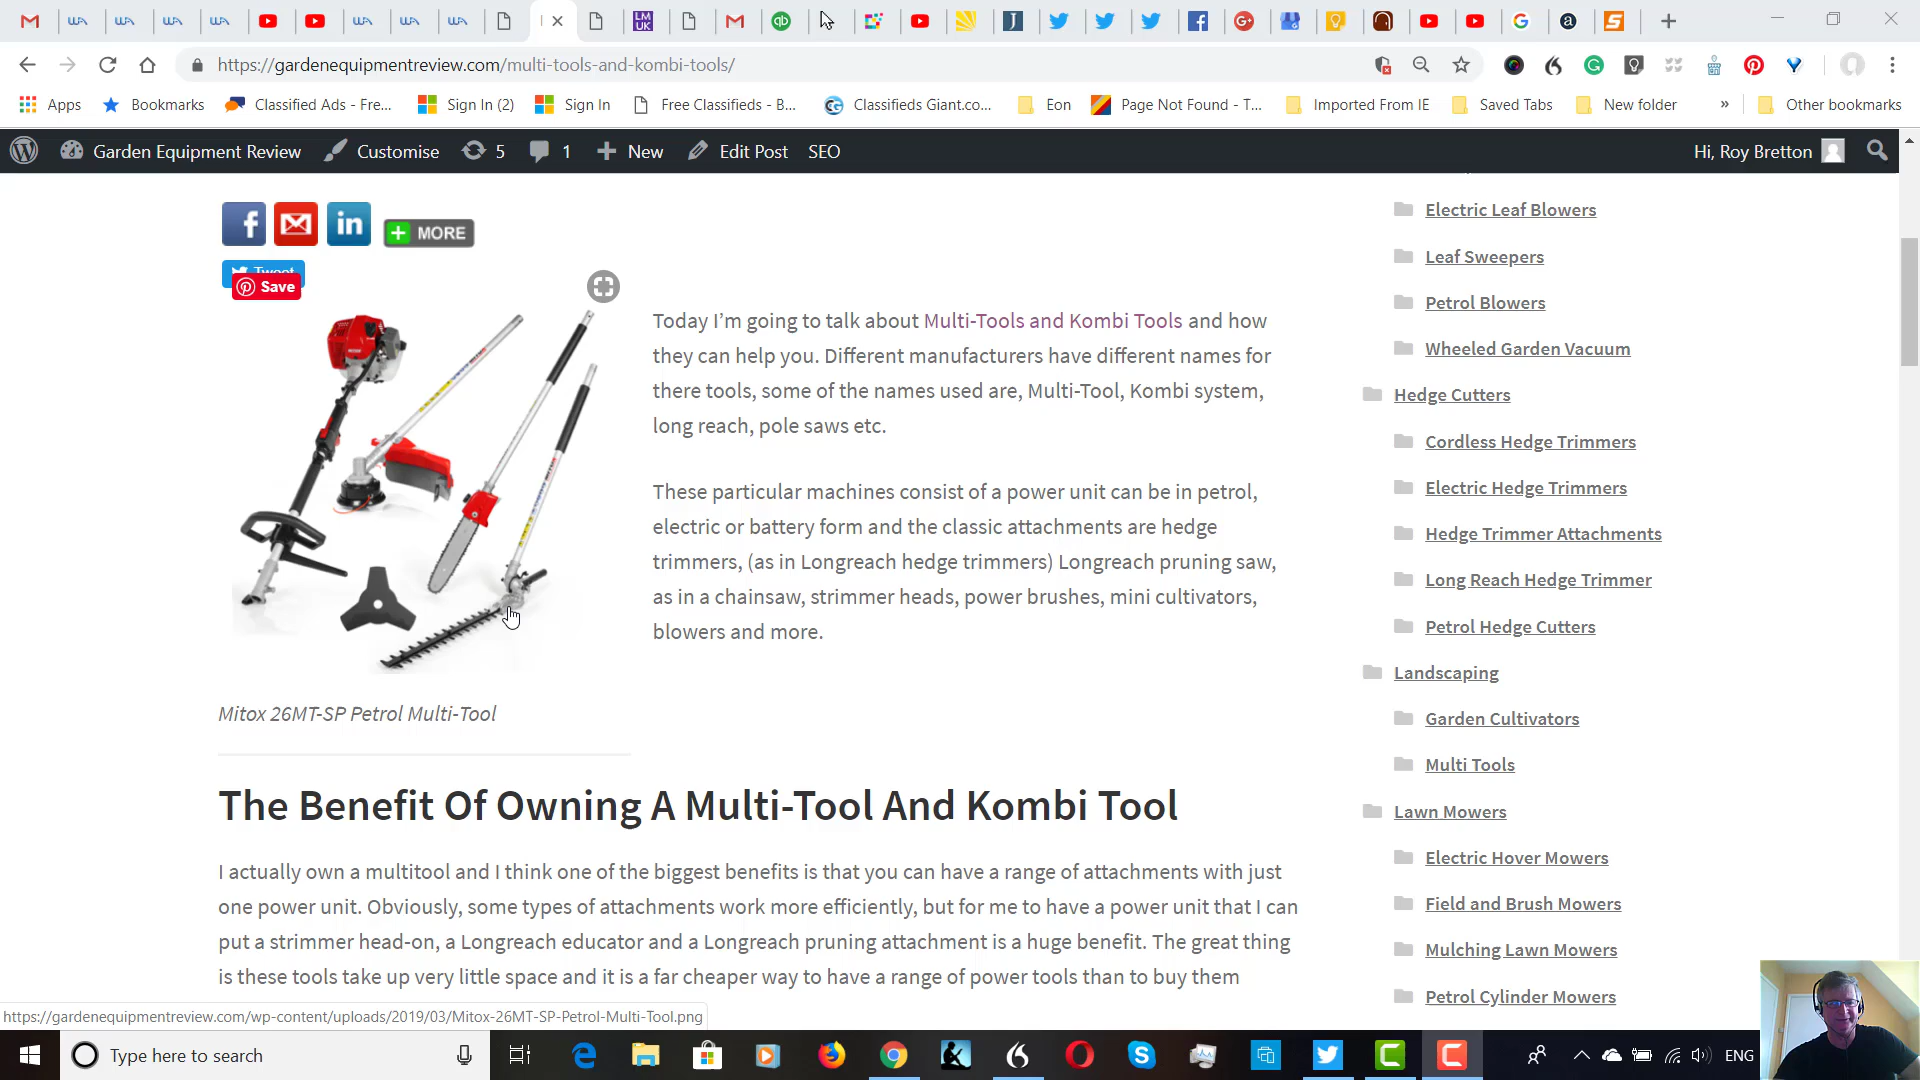 https://gardenequipmentreview.com/multi-tools-and-kombi-tools/
Apps Bookmarks Classified Ads - Fre... Sign In (2) Sign In Free Classifieds - B... Classifieds Giant.co... Eon Page Not Found - T... Imported From IE Saved Tabs New folder » Other bookmarks
Garden Equipment Review Customise 5 1 New Edit Post SEO Hi, Roy Bretton
MORE
Tweet
Save
Today I'm going to talk about Multi-Tools and Kombi Tools and how
they can help you. Different manufacturers have different names for
there tools, some of the names used are, Multi-Tool, Kombi system,
long reach, pole saws etc.
These particular machines consist of a power unit can be in petrol,
electric or battery form and the classic attachments are hedge
trimmers, (as in Longreach hedge trimmers) Longreach pruning saw,
as in a chainsaw, strimmer heads, power brushes, mini cultivators,
blowers and more.
Mitox 26MT-SP Petrol Multi-Tool
The Benefit Of Owning A Multi-Tool And Kombi Tool
I actually own a multitool and I think one of the biggest benefits is that you can have a range of attachments with just
one power unit. Obviously, some types of attachments work more efficiently, but for me to have a power unit that I can
put a strimmer head-on, a Longreach educator and a Longreach pruning attachment is a huge benefit. The great thing
is these tools take up very little space and it is a far cheaper way to have a range of power tools than to buy them
Electric Leaf Blowers
Leaf Sweepers
Petrol Blowers
Wheeled Garden Vacuum
Hedge Cutters
Cordless Hedge Trimmers
Electric Hedge Trimmers
Hedge Trimmer Attachments
Long Reach Hedge Trimmer
Petrol Hedge Cutters
Landscaping
Garden Cultivators
Multi Tools
Lawn Mowers
Electric Hover Mowers
Field and Brush Mowers
Mulching Lawn Mowers
Petrol Cylinder Mowers
https://gardenequipmentreview.com/wp-content/uploads/2019/03/Mitox-26MT-SP-Petrol-Multi-Tool.png
Type here to search
ENG